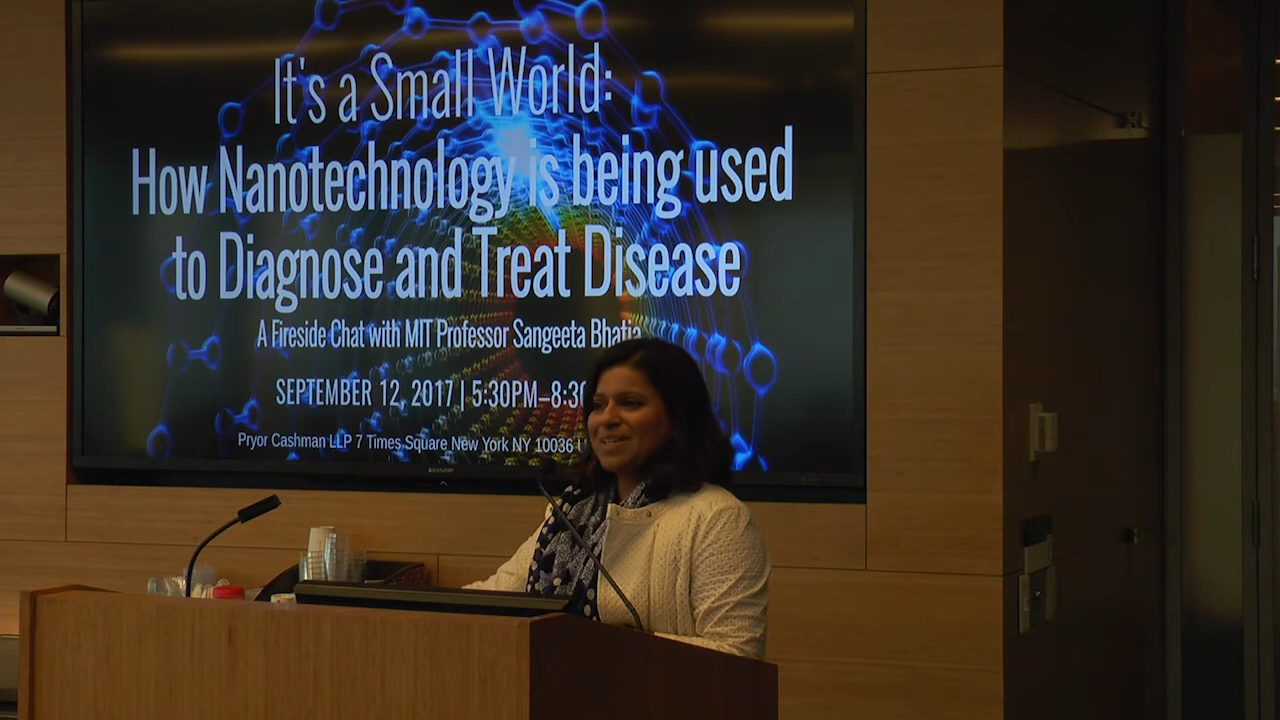 It's a Small World:
How Nanotechnology is being used
to Diagnose and Treat Disease
A Fireside Chat with MIT Professor Sangeeta Bhatia
SEPTEMBER 12, 2017 | 5:30PM–8:30
Pryor Cashman LLP 7 Times Square New York NY 10036 U
SHARP